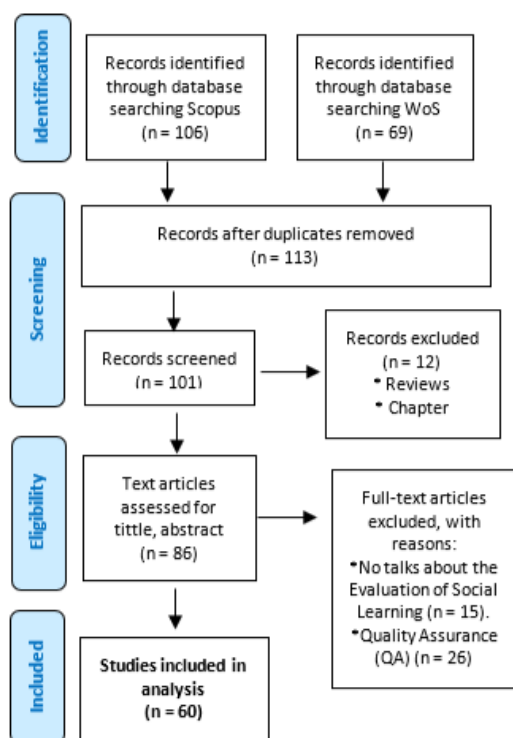 Identification
Records identified
through database
searching Scopus
(n = 106)
Records identified
through database
searching WoS
(n = 69)
Screening
Records after duplicates removed
(n = 113)
Records screened
(n = 101)
Records excluded
(n = 12)
* Reviews
* Chapter
Eligibility
Text articles
assessed for
tittle, abstract
(n = 86)
Full-text articles
excluded, with
reasons:
*No talks about the
Evaluation of Social
Learning (n = 15).
*Quality Assurance
(QA) (n = 26)
Included
Studies included in
analysis
(n = 60)